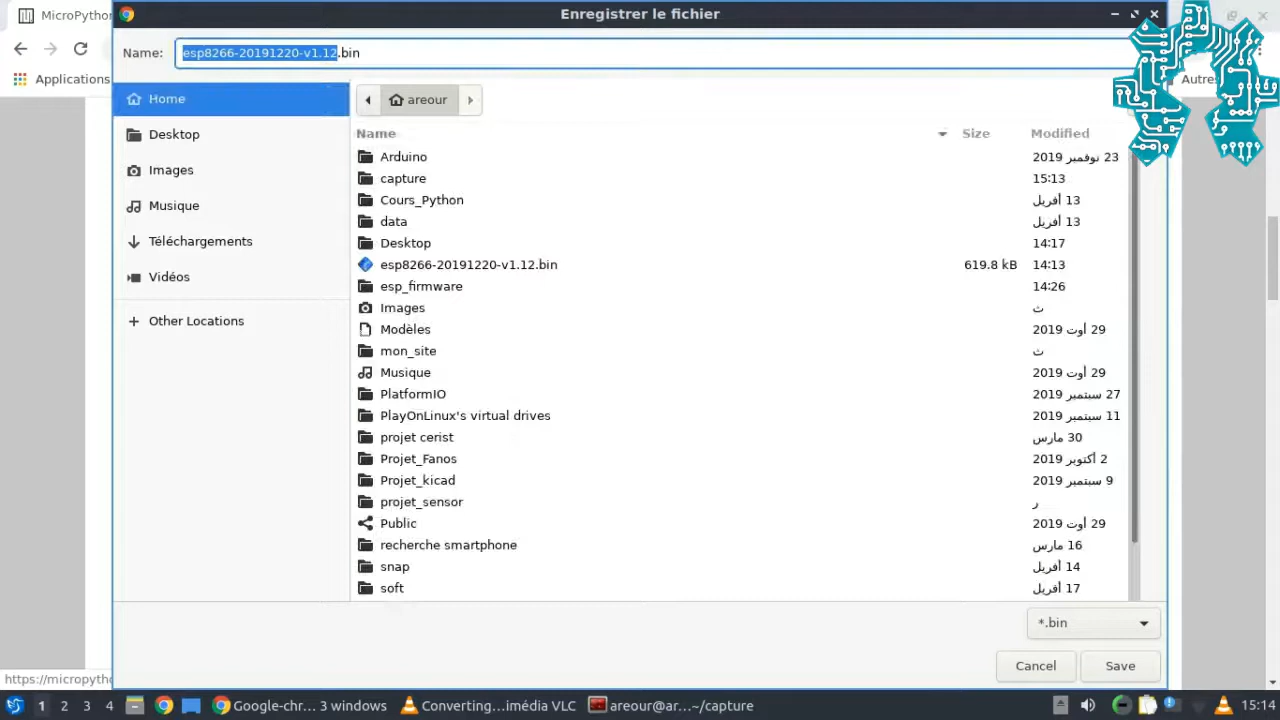 MicroPython
Enregistrer le fichier
Name: esp8266-20191220-v1.12.bin
Applications
Autres
Home
Desktop
Images
Musique
Téléchargements
Vidéos
Other Locations
areour
Name Size Modified
Arduino 23 نوفمبر 2019
capture 15:13
Cours_Python 13 أفريل
data 13 أفريل
Desktop 14:17
esp8266-20191220-v1.12.bin 619.8 kB 14:13
esp_firmware 14:26
Images ث
Modèles 29 أوت 2019
mon_site ث
Musique 29 أوت 2019
PlatformIO 27 سبتمبر 2019
PlayOnLinux's virtual drives 11 سبتمبر 2019
projet cerist 30 مارس
Projet_Fanos 2 أكتوبر 2019
Projet_kicad 9 سبتمبر 2019
projet_sensor ر
Public 29 أوت 2019
recherche smartphone 16 مارس
snap 14 أفريل
soft 17 أفريل
*.bin
Cancel Save
https://micropytho
1 2 3 4 Google-chr... 3 windows Converting...imédia VLC areour@ar...~/capture 15:14